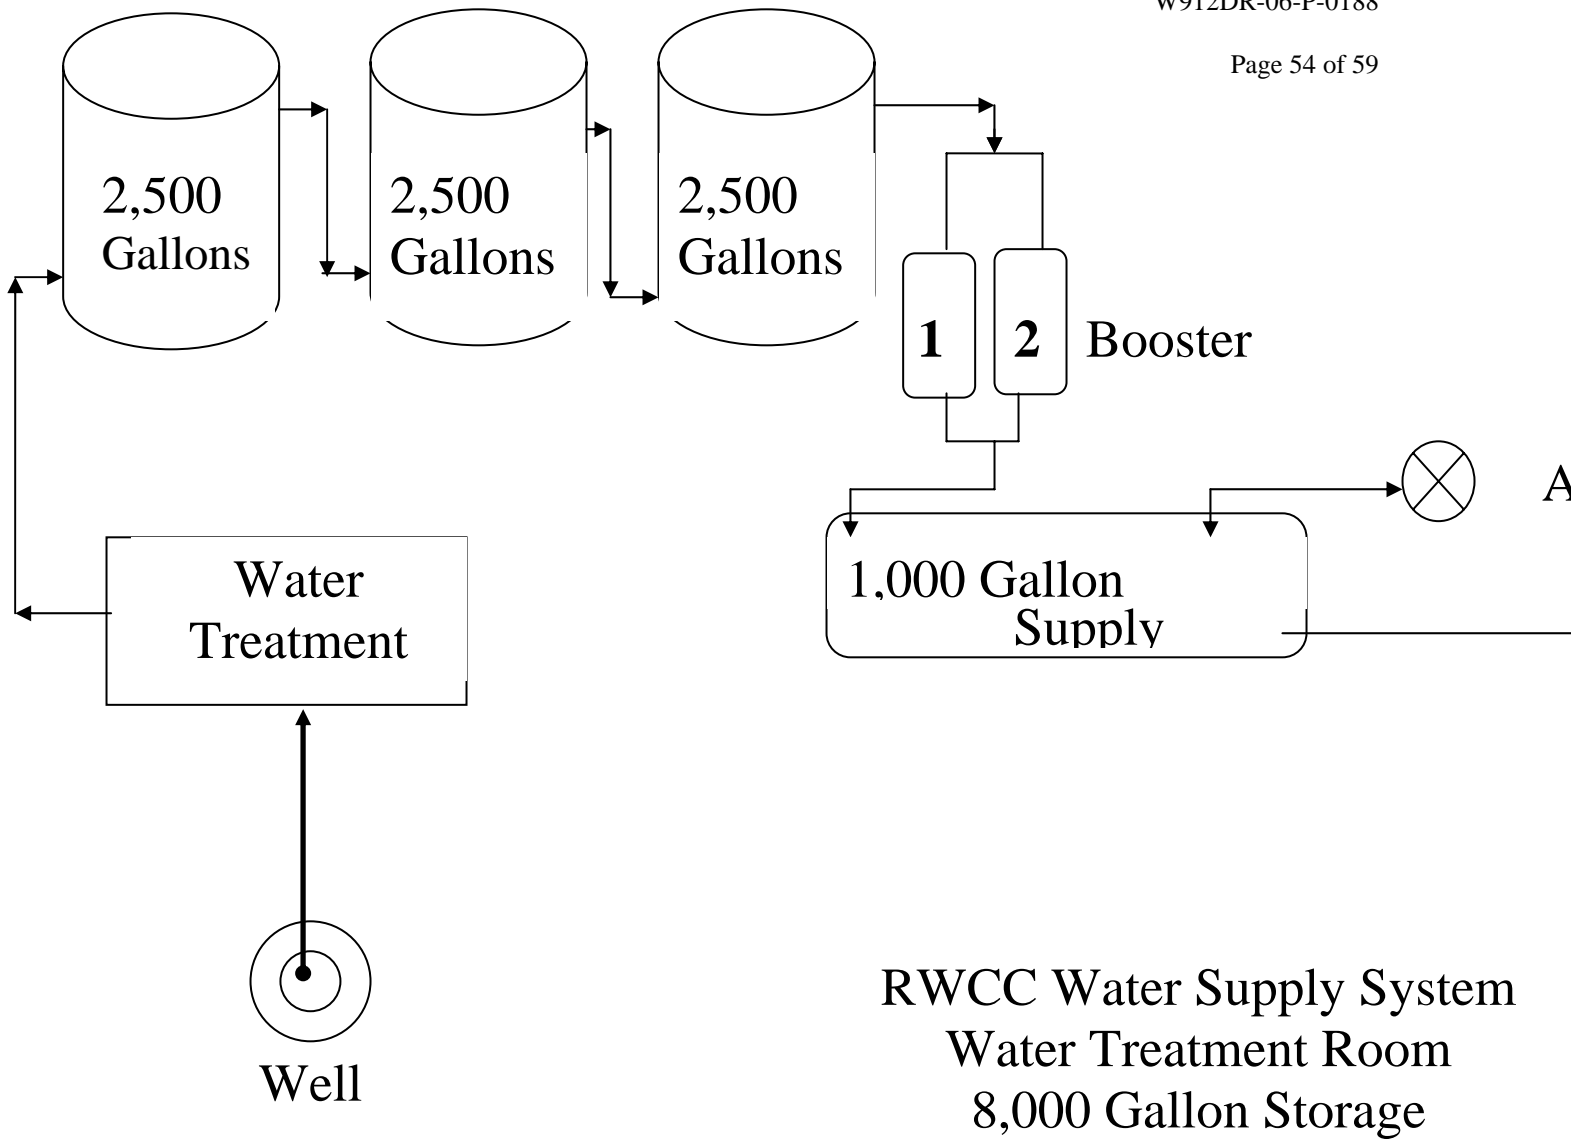 W912DR-06-P-0188
Page 54 of 59
2,500
Gallons
2,500
Gallons
2,500
Gallons
1
2
Booster
A
1,000 Gallon
Supply
Water
Treatment
Well
RWCC Water Supply System
Water Treatment Room
8,000 Gallon Storage